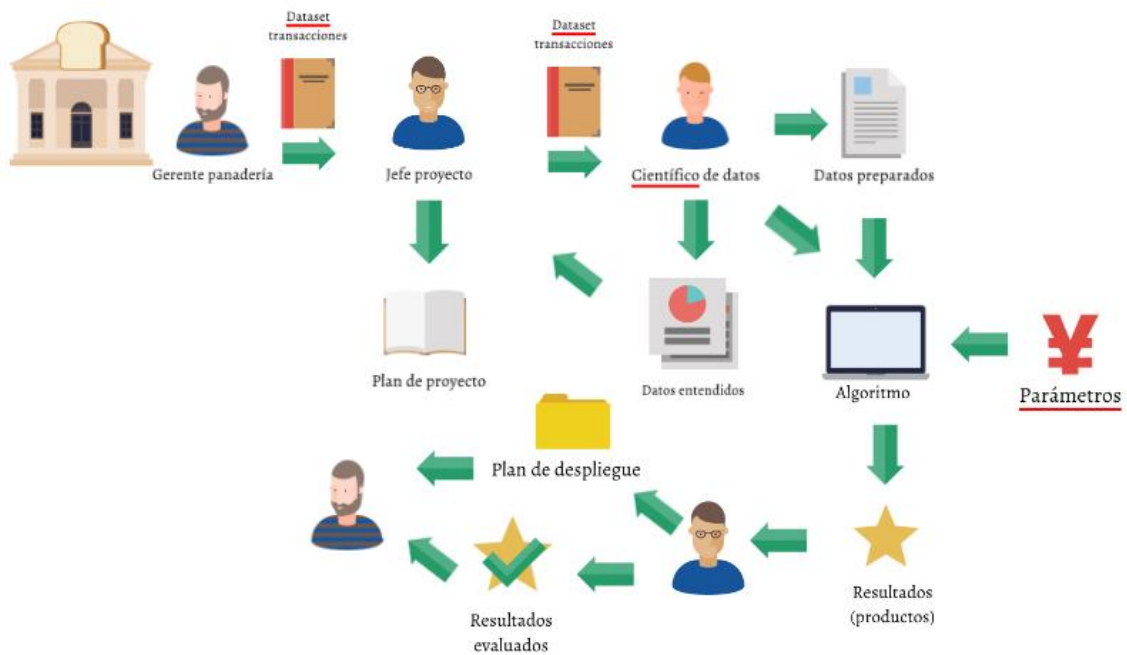 Dataset
transacciones
Dataset
transacciones
Gerente panadería
Jefe proyecto
Científico de datos
Datos preparados
Plan de proyecto
Datos entendidos
Algoritmo
¥
Parámetros
Plan de despliegue
Resultados
(productos)
Resultados
evaluados